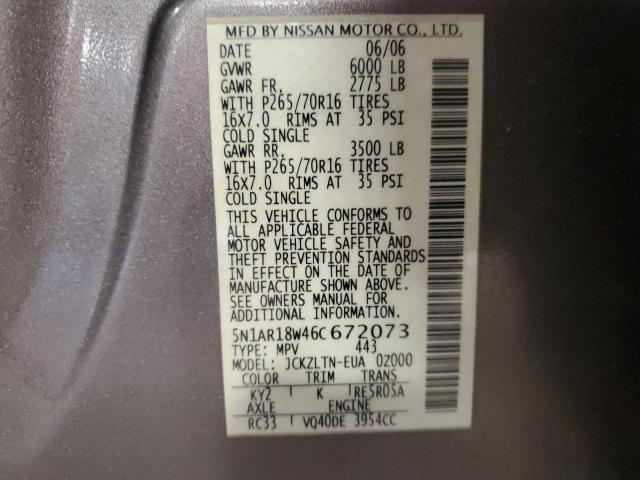 MFD BY NISSAN MOTOR CO., LTD.
DATE 06/06
GVWR 6000 LB
GAWR FR. 2775 LB
WITH P265/70R16 TIRES
16X7.0 RIMS AT 35 PSI
COLD SINGLE
GAWR RR. 3500 LB
WITH P265/70R16 TIRES
16X7.0 RIMS AT 35 PSI
COLD SINGLE
THIS VEHICLE CONFORMS TO
ALL APPLICABLE FEDERAL
MOTOR VEHICLE SAFETY AND
THEFT PREVENTION STANDARDS
IN EFFECT ON THE DATE OF
MANUFACTURE SHOWN ABOVE.
SEE OWNERS MANUAL FOR
ADDITIONAL INFORMATION.
5N1AR18W46C672073
TYPE: MPV 443
MODEL: JCKZLTN-EUA 0Z000
COLOR TRIM TRANS
KY2 K RE5R05A
AXLE ENGINE
RC33 VQ40DE 3954CC